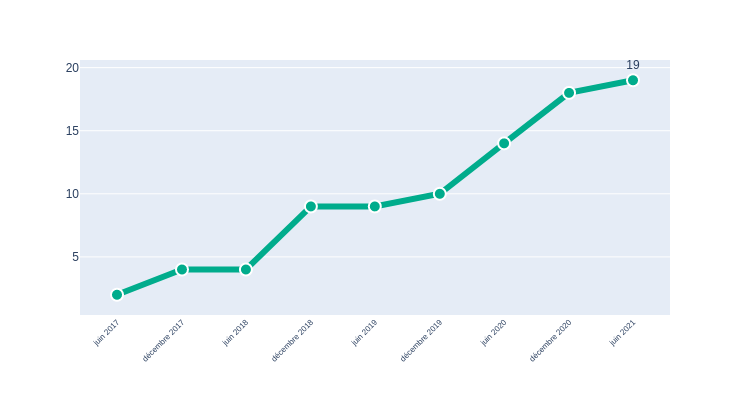 20
19
15
10
5
juin 2017
décembre 2017
juin 2018
décembre 2018
juin 2019
décembre 2019
juin 2020
décembre 2020
juin 2021